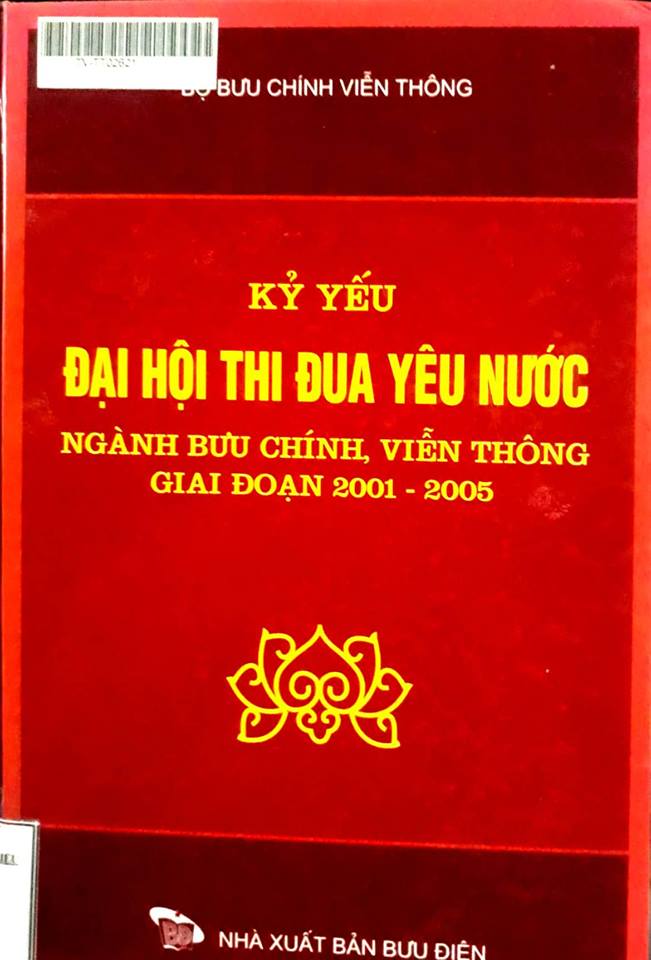 BỘ BƯU CHÍNH VIỄN THÔNG
KỶ YẾU
ĐẠI HỘI THI ĐUA YÊU NƯỚC
NGÀNH BƯU CHÍNH, VIỄN THÔNG
GIAI ĐOẠN 2001 - 2005
NHÀ XUẤT BẢN BƯU ĐIỆN